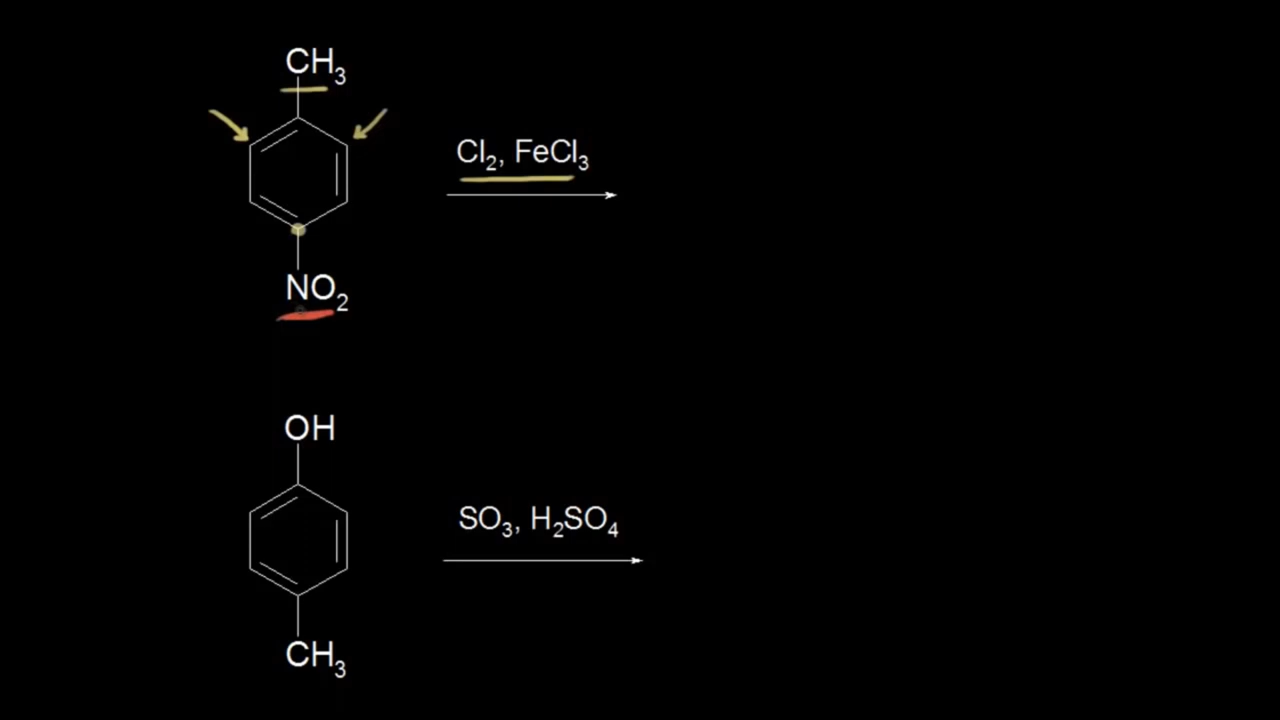 CH₃
Cl₂, FeCl₃
NO₂
OH
SO₃, H₂SO₄
CH₃